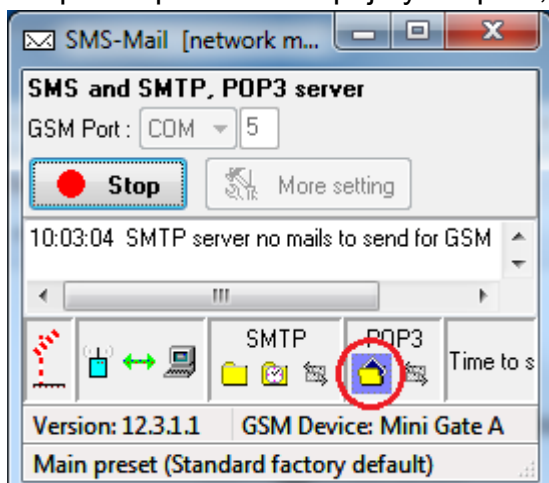 SMS-Mail [network m...
SMS and SMTP, POP3 server
GSM Port : COM 5
Stop More setting
10:03:04 SMTP server no mails to send for GSM
SMTP POP3
Time to s
Version: 12.3.1.1 GSM Device: Mini Gate A
Main preset (Standard factory default)